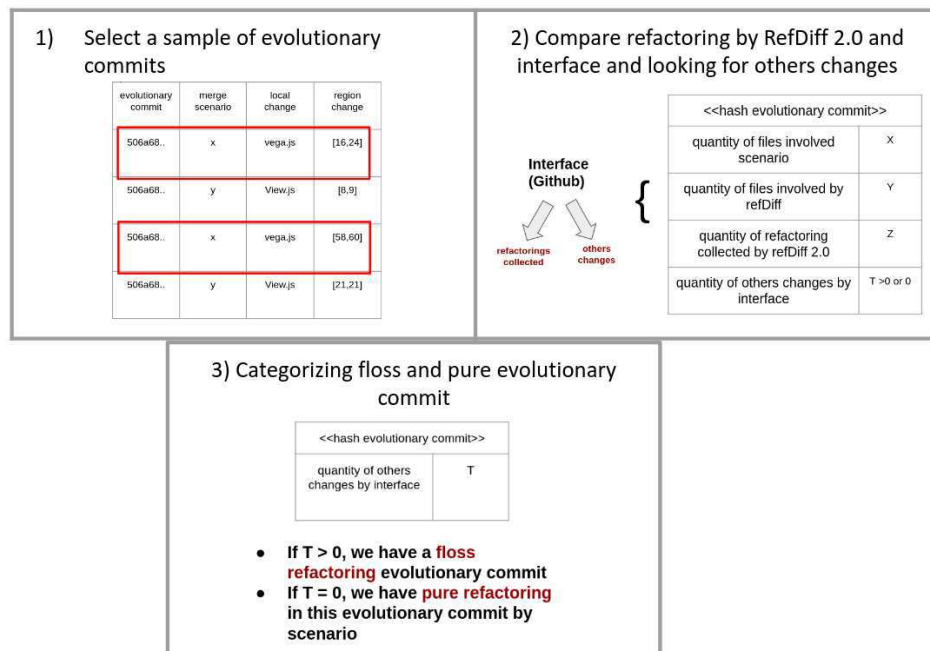 1) Select a sample of evolutionary
commits
evolutionary
commit
merge
scenario
local
change
region
change
506a68..
x
vega.js
[16,24]
506a68..
y
View.js
[8,9]
506a68..
x
vega.js
[58,60]
506a68..
y
View.js
[21,21]
2) Compare refactoring by RefDiff 2.0 and
interface and looking for others changes
Interface
(Github)
refactorings
collected
others
changes
{
<<hash evolutionary commit>>
quantity of files involved
scenario
X
quantity of files involved by
refDiff
Y
quantity of refactoring
collected by refDiff 2.0
Z
quantity of others changes by
interface
T >0 or 0
3) Categorizing floss and pure evolutionary
commit
<<hash evolutionary commit>>
quantity of others
changes by interface
T
● If T > 0, we have a floss
refactoring evolutionary commit
● If T = 0, we have pure refactoring
in this evolutionary commit by
scenario